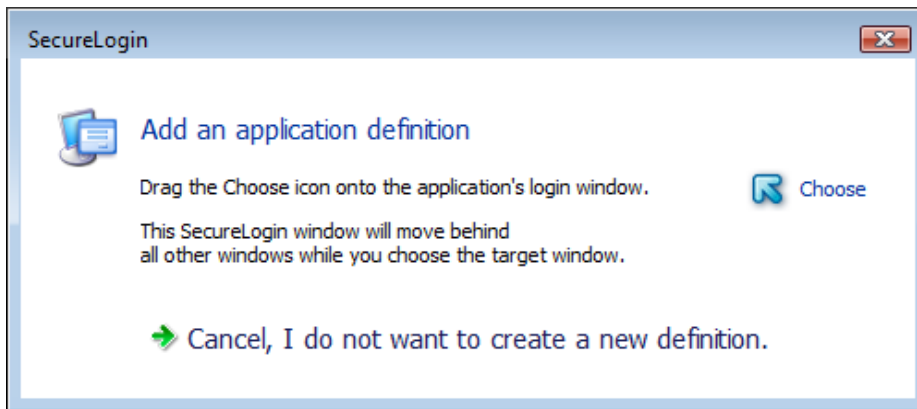 SecureLogin
Add an application definition
Drag the Choose icon onto the application's login window.
Choose
This SecureLogin window will move behind
all other windows while you choose the target window.
Cancel, I do not want to create a new definition.